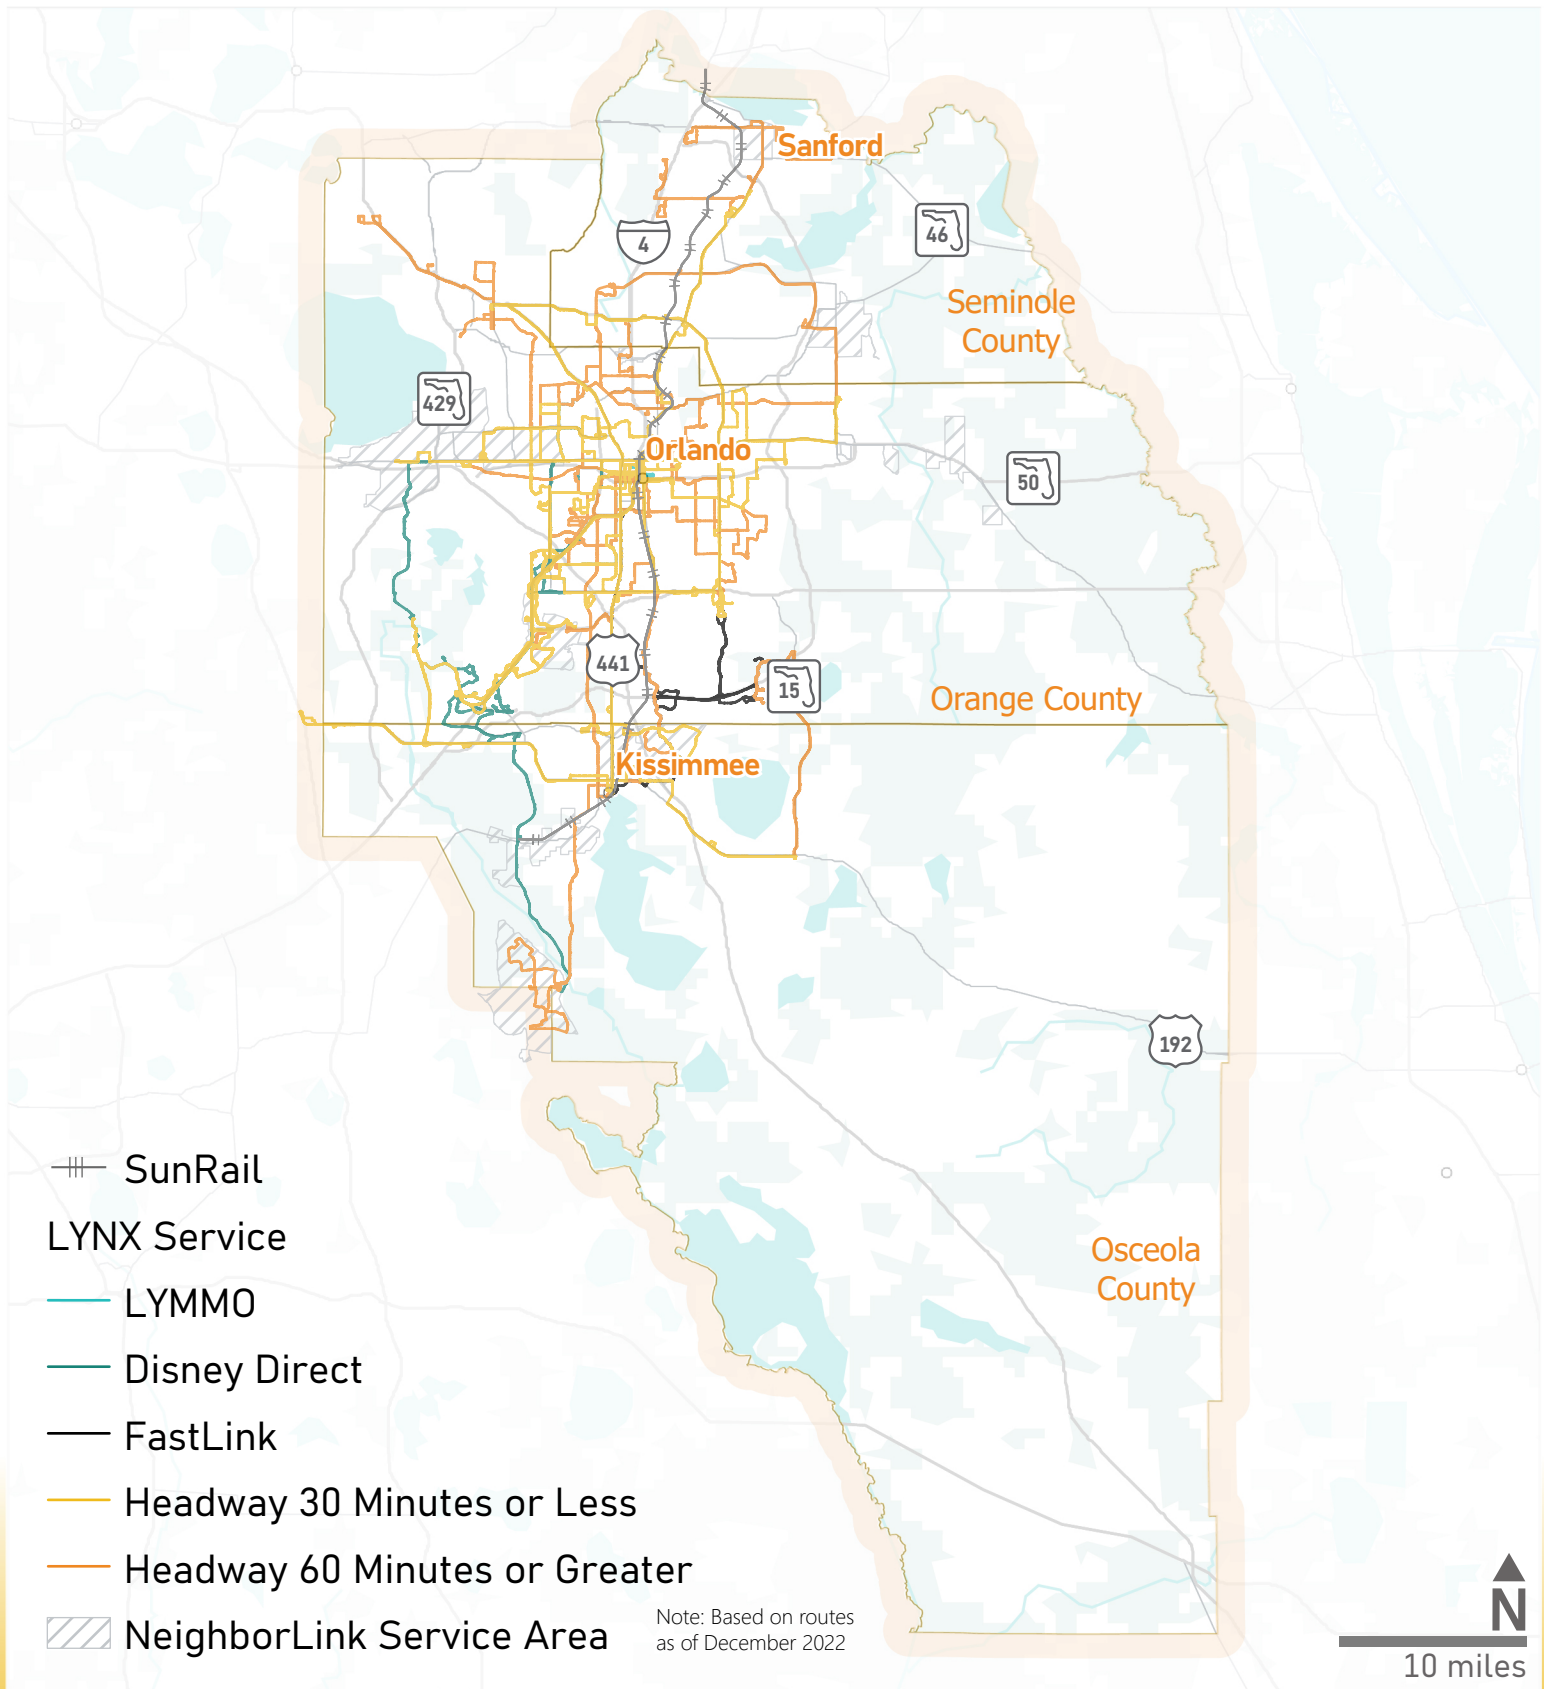 Sanford
46
4
Seminole
County
429
Orlando
50
441
15
Orange County
Kissimmee
192
SunRail
LYNX Service
LYMMO
Disney Direct
FastLink
Headway 30 Minutes or Less
Headway 60 Minutes or Greater
NeighborLink Service Area
Note: Based on routes
as of December 2022
Osceola
County
N
10 miles